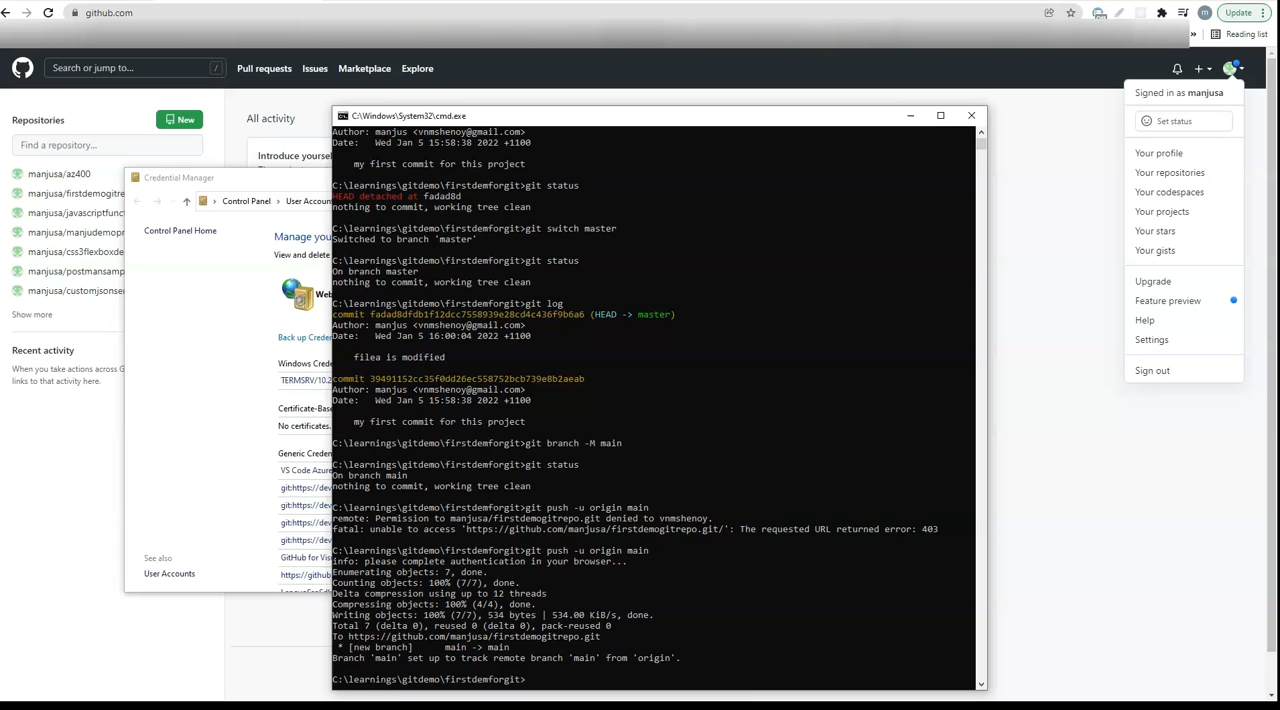 github.com
Update
»
Reading list
Search or jump to...
/
Pull requests
Issues
Marketplace
Explore
Signed in as manjusa
Set status
Your profile
Your repositories
Your codespaces
Your projects
Your stars
Your gists
Upgrade
Feature preview
Help
Settings
Sign out
Repositories
New
Find a repository...
manjusa/az400
manjusa/firstdemogitre
manjusa/javascriptfunct
manjusa/manjudemopr
manjusa/css3flexboxde
manjusa/postmansamp
manjusa/customjsonser
Show more
Recent activity
When you take actions across G
links to that activity here.
All activity
Introduce yourse
Credential Manager
Control Panel
User Accoun
Control Panel Home
Manage you
View and delete
Web
Back up Creder
Windows Crede
TERMSRV/10.2
Certificate-Base
No certificates.
Generic Creden
VS Code Azure
git:https://dev
git:https://dev
git:https://dev
git:https://dev
GitHub for Visu
https://github
See also
User Accounts
C:\Windows\System32\cmd.exe
Author: manjus <vnmshenoy@gmail.com>
Date:   Wed Jan 5 15:58:38 2022 +1100
my first commit for this project
C:\learnings\gitdemo\firstdemforgit>git status
HEAD detached at fadad8d
nothing to commit, working tree clean
C:\learnings\gitdemo\firstdemforgit>git switch master
Switched to branch 'master'
C:\learnings\gitdemo\firstdemforgit>git status
On branch master
nothing to commit, working tree clean
C:\learnings\gitdemo\firstdemforgit>git log
commit fadad8dfdb1f12dcc7558939e28cd4c436f9b6a6 (HEAD -> master)
Author: manjus <vnmshenoy@gmail.com>
Date:   Wed Jan 5 16:00:04 2022 +1100
filea is modified
commit 39491152cc35f0dd26ec558752bcb739e8b2aeab
Author: manjus <vnmshenoy@gmail.com>
Date:   Wed Jan 5 15:58:38 2022 +1100
my first commit for this project
C:\learnings\gitdemo\firstdemforgit>git branch -M main
C:\learnings\gitdemo\firstdemforgit>git status
On branch main
nothing to commit, working tree clean
C:\learnings\gitdemo\firstdemforgit>git push -u origin main
remote: Permission to manjusa/firstdemogitrepo.git denied to vnmshenoy.
fatal: unable to access 'https://github.com/manjusa/firstdemogitrepo.git/': The requested URL returned error: 403
C:\learnings\gitdemo\firstdemforgit>git push -u origin main
info: please complete authentication in your browser...
Enumerating objects: 7, done.
Counting objects: 100% (7/7), done.
Delta compression using up to 12 threads
Compressing objects: 100% (4/4), done.
Writing objects: 100% (7/7), 534 bytes | 534.00 KiB/s, done.
Total 7 (delta 0), reused 0 (delta 0), pack-reused 0
To https://github.com/manjusa/firstdemogitrepo.git
* [new branch]      main -> main
Branch 'main' set up to track remote branch 'main' from 'origin'.
C:\learnings\gitdemo\firstdemforgit>